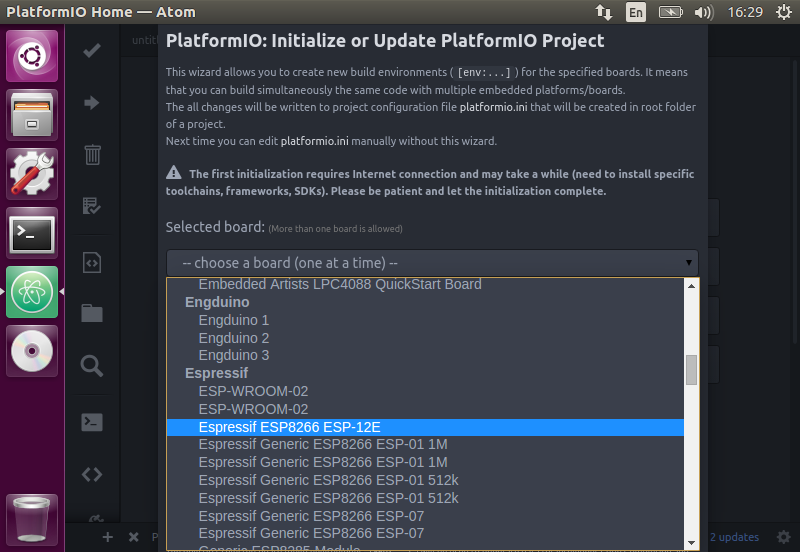 PlatformIO Home — Atom
En
16:29
PlatformIO: Initialize or Update PlatformIO Project
This wizard allows you to create new build environments ( [env:...] ) for the specified boards. It means
that you can build simultaneously the same code with multiple embedded platforms/boards.
The all changes will be written to project configuration file platformio.ini that will be created in root folder
of a project.
Next time you can edit platformio.ini manually without this wizard.
The first initialization requires Internet connection and may take a while (need to install specific
toolchains, frameworks, SDKs). Please be patient and let the initialization complete.
Selected board: (More than one board is allowed)
-- choose a board (one at a time) --
Embedded Artists LPC4088 QuickStart Board
Engduino
Engduino 1
Engduino 2
Engduino 3
Espressif
ESP-WROOM-02
ESP-WROOM-02
Espressif ESP8266 ESP-12E
Espressif Generic ESP8266 ESP-01 1M
Espressif Generic ESP8266 ESP-01 1M
Espressif Generic ESP8266 ESP-01 512k
Espressif Generic ESP8266 ESP-01 512k
Espressif Generic ESP8266 ESP-07
Espressif Generic ESP8266 ESP-07
Generic ESP8285 Module
2 updates